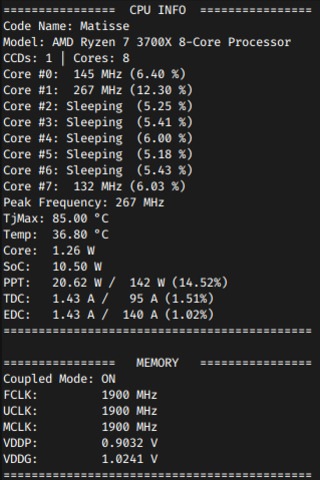 ================ CPU INFO ================
Code Name: Matisse
Model: AMD Ryzen 7 3700X 8-Core Processor
CCDs: 1 | Cores: 8
Core #0:  145 MHz (6.40 %)
Core #1:  267 MHz (12.30 %)
Core #2: Sleeping  (5.25 %)
Core #3: Sleeping  (5.41 %)
Core #4: Sleeping  (6.00 %)
Core #5: Sleeping  (5.18 %)
Core #6: Sleeping  (5.43 %)
Core #7:  132 MHz (6.03 %)
Peak Frequency: 267 MHz
TjMax: 85.00 °C
Temp:  36.80 °C
Core:  1.26 W
SoC:   10.50 W
PPT:   20.62 W /  142 W (14.52%)
TDC:   1.43 A /   95 A (1.51%)
EDC:   1.43 A /  140 A (1.02%)
============================================
================   MEMORY   ================
Coupled Mode: ON
FCLK:         1900 MHz
UCLK:         1900 MHz
MCLK:         1900 MHz
VDDP:         0.9032 V
VDDG:         1.0241 V
============================================